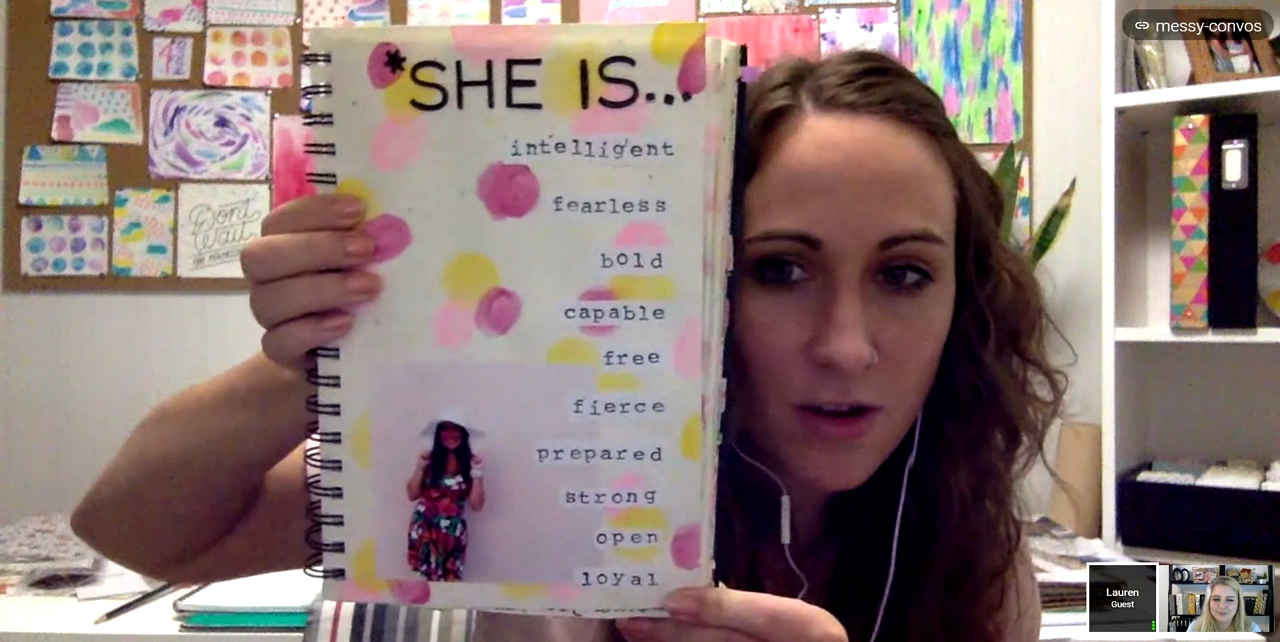 messy-convos
*SHE IS...
intelligent
fearless
bold
capable
free
fierce
prepared
strong
open
loyal
Don't
Wait
Lauren
Guest